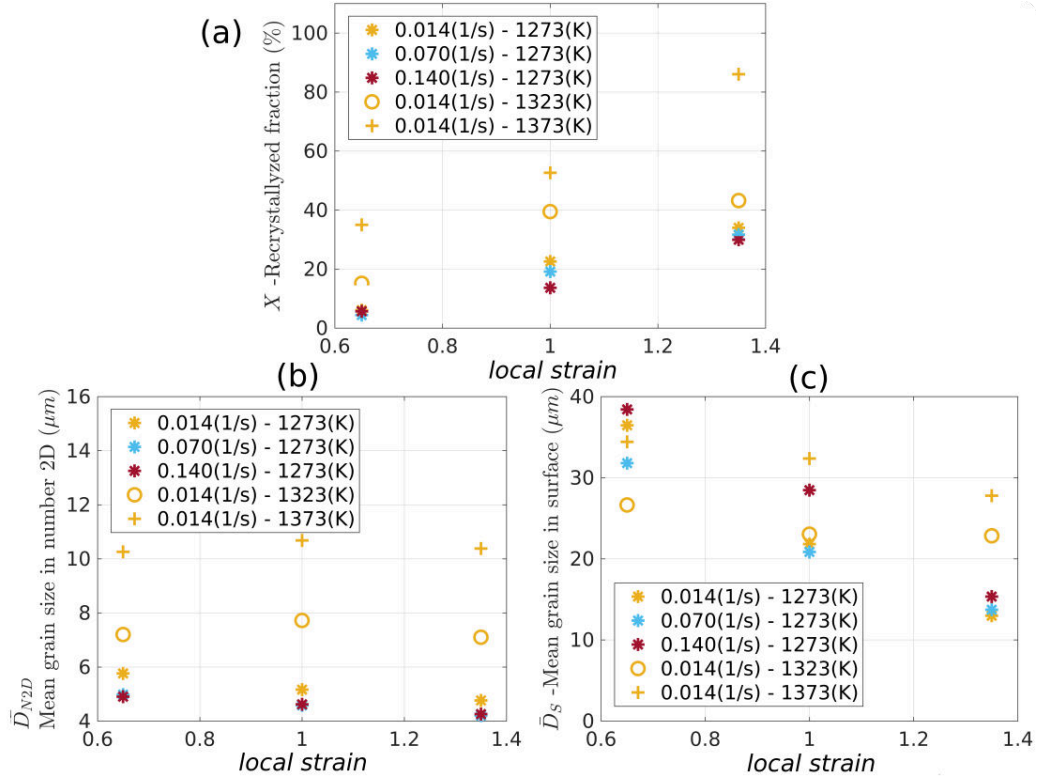 (a)
X -Recrystallyzed fraction (%)
100
80
60
40
20
0
0.014(1/s) - 1273(K)
0.070(1/s) - 1273(K)
0.140(1/s) - 1273(K)
0.014(1/s) - 1323(K)
0.014(1/s) - 1373(K)
0.6 0.8 1 1.2 1.4
local strain
(b)
D̄_N2D
Mean grain size in number 2D (μm)
16
14
12
10
8
6
4
0.014(1/s) - 1273(K)
0.070(1/s) - 1273(K)
0.140(1/s) - 1273(K)
0.014(1/s) - 1323(K)
0.014(1/s) - 1373(K)
0.6 0.8 1.0 1.2 1.4
local strain
(c)
D̄_S -Mean grain size in surface (μm)
40
30
20
10
0
0.014(1/s) - 1273(K)
0.070(1/s) - 1273(K)
0.140(1/s) - 1273(K)
0.014(1/s) - 1323(K)
0.014(1/s) - 1373(K)
0.6 0.8 1.0 1.2 1.4
local strain